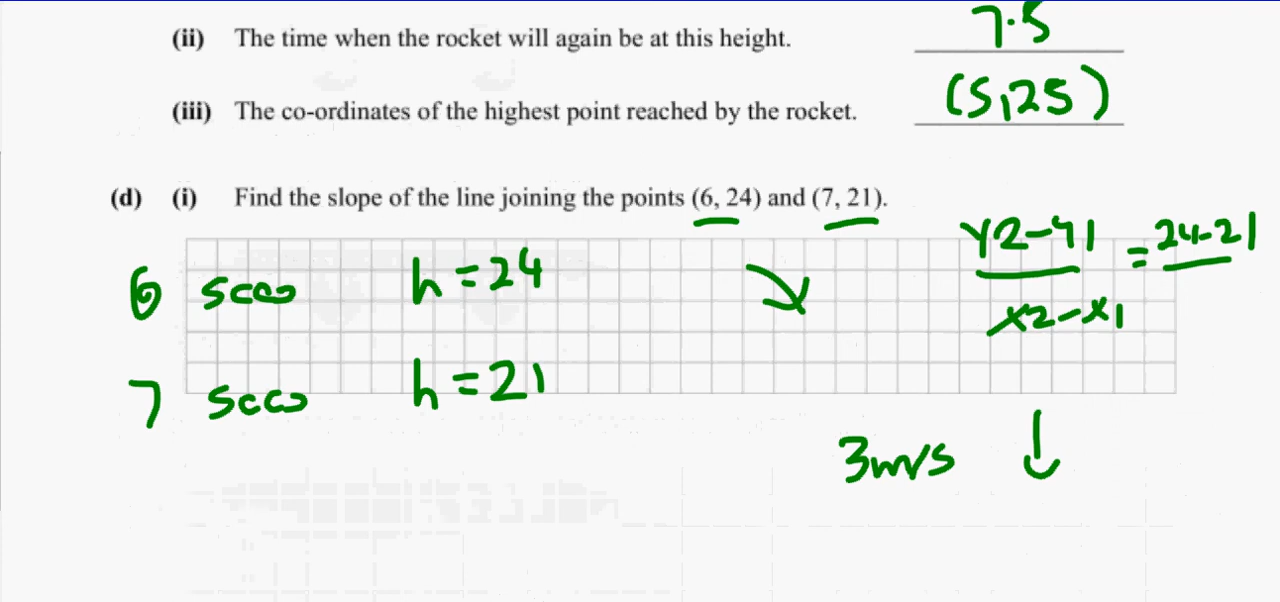 (ii) The time when the rocket will again be at this height. 7.5
(iii) The co-ordinates of the highest point reached by the rocket. (5,25)
(d) (i) Find the slope of the line joining the points (6, 24) and (7, 21).
Y2-Y1 = 24-21
X2-X1
6 secs h=24
7 secs h=21
3m/s ↓